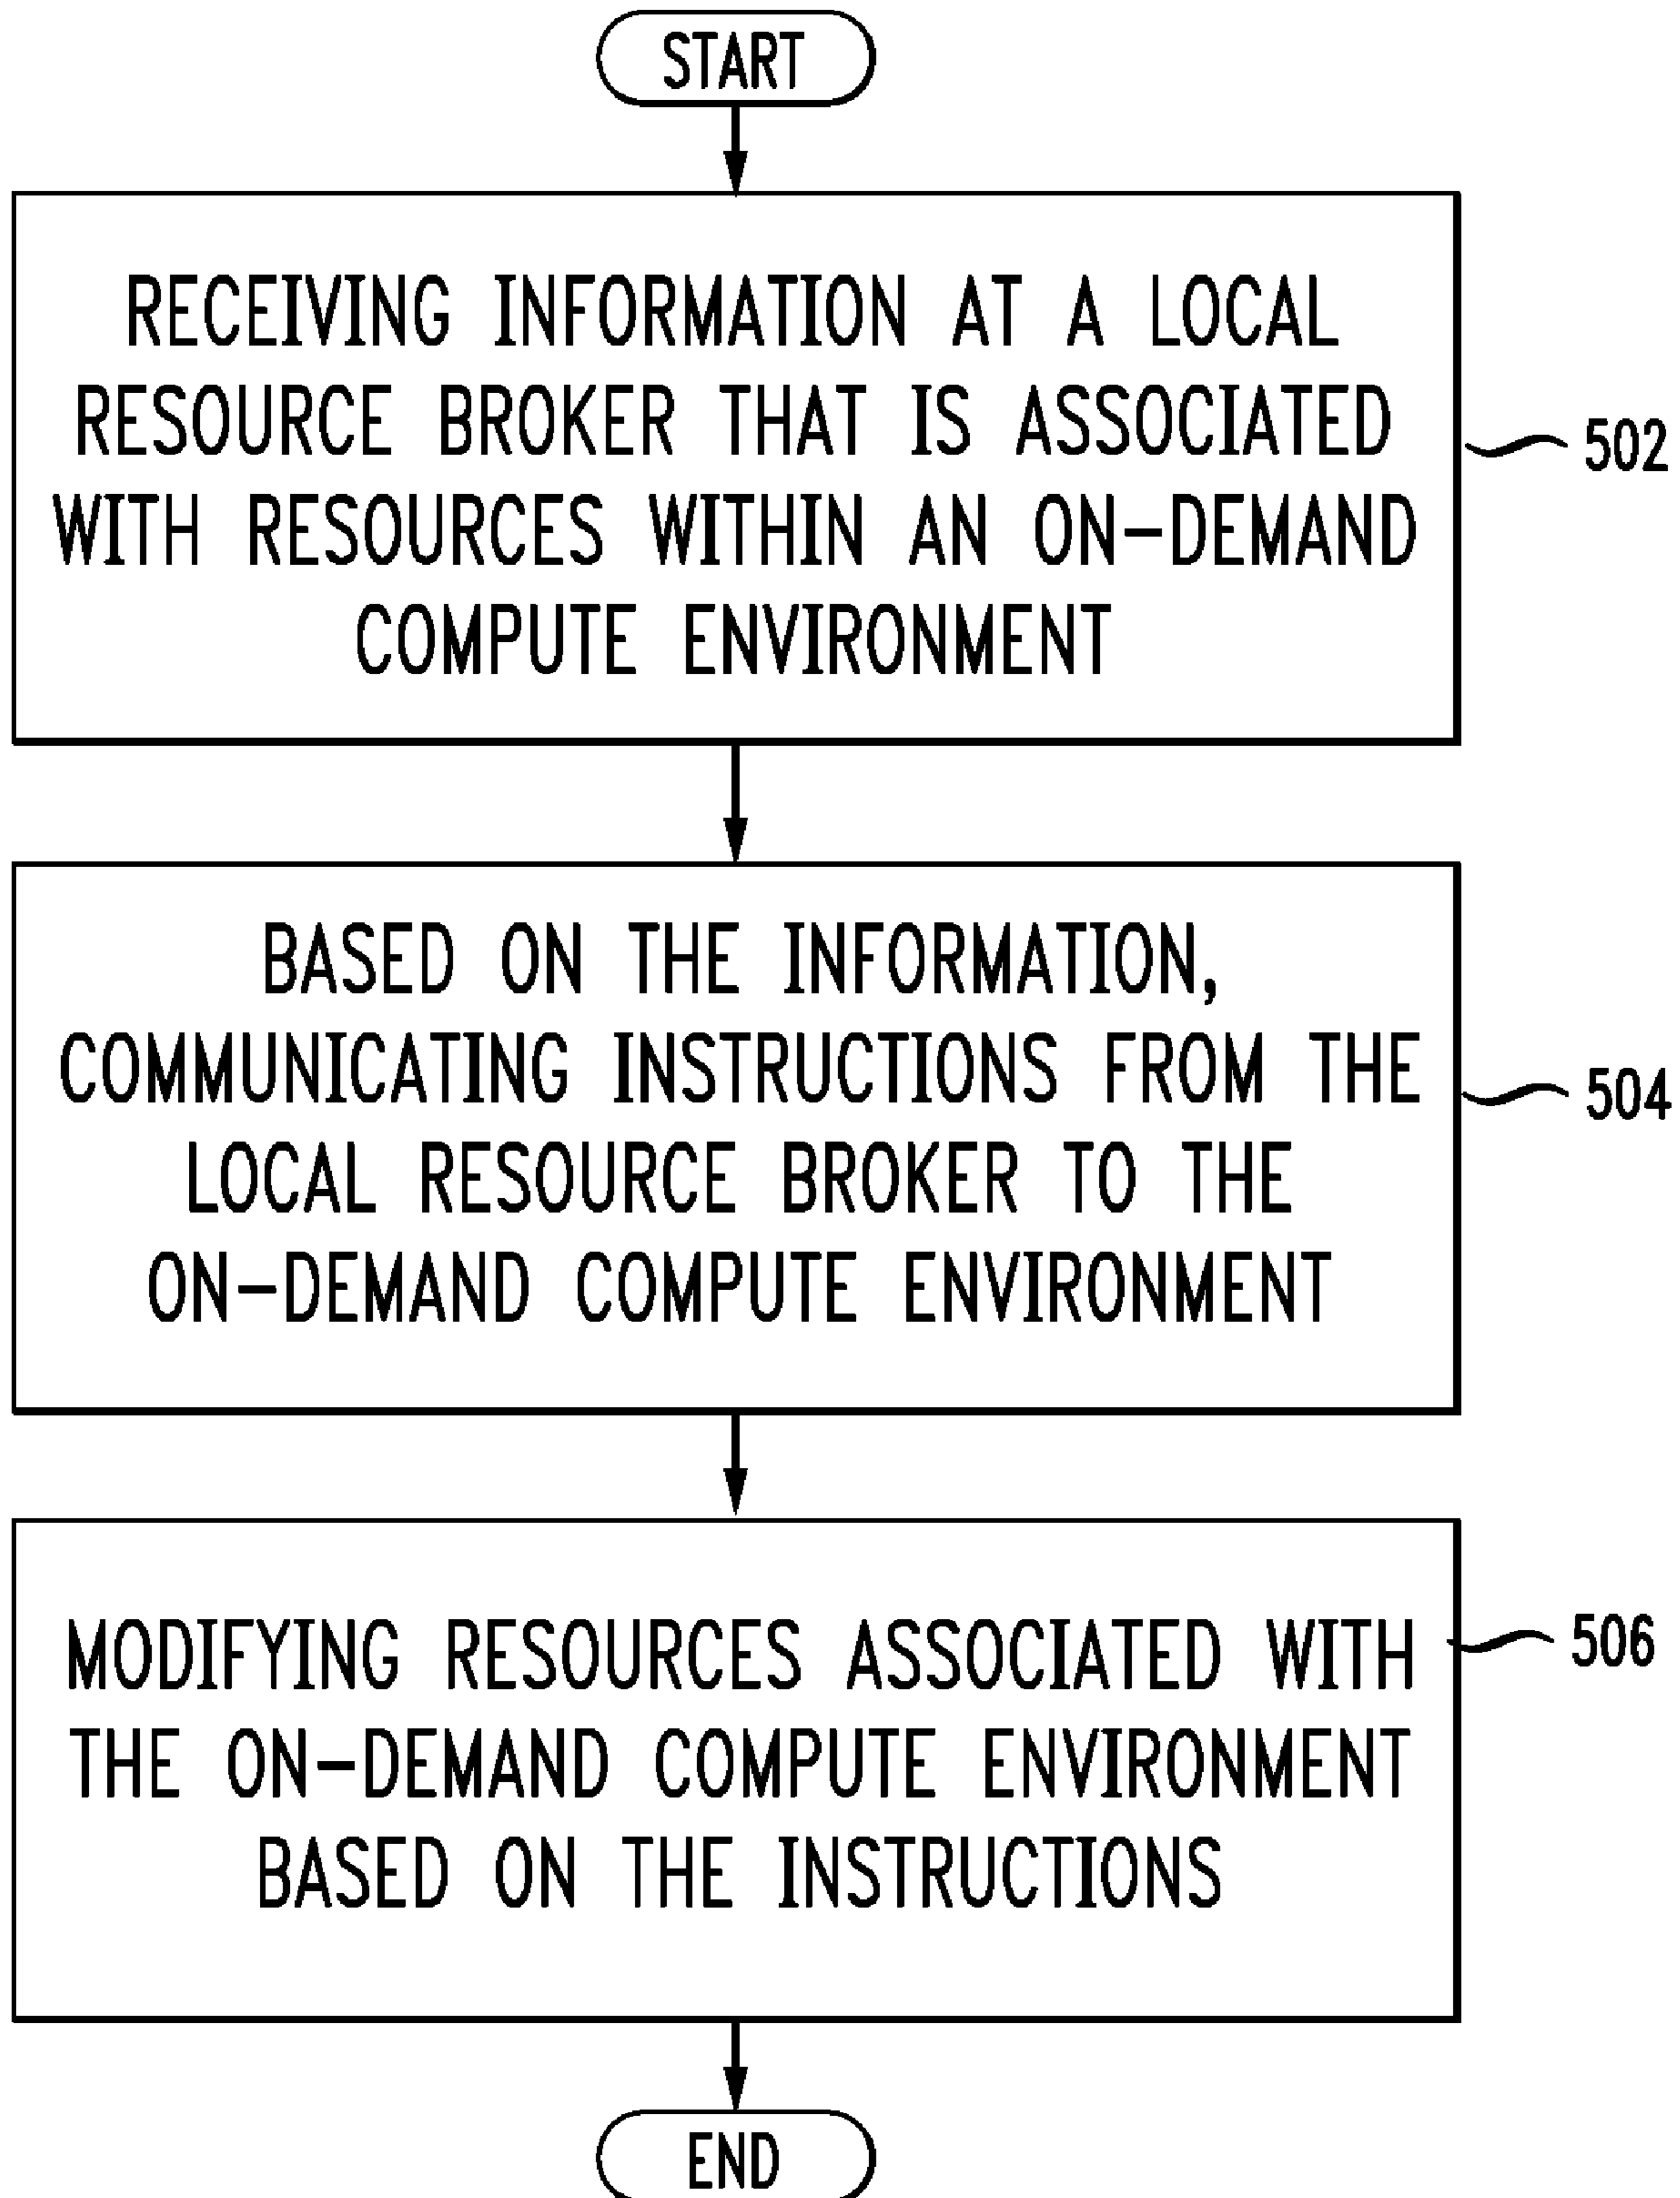 START
RECEIVING INFORMATION AT A LOCAL
RESOURCE BROKER THAT IS ASSOCIATED
WITH RESOURCES WITHIN AN ON-DEMAND
COMPUTE ENVIRONMENT
502
BASED ON THE INFORMATION,
COMMUNICATING INSTRUCTIONS FROM THE
LOCAL RESOURCE BROKER TO THE
ON-DEMAND COMPUTE ENVIRONMENT
504
MODIFYING RESOURCES ASSOCIATED WITH
THE ON-DEMAND COMPUTE ENVIRONMENT
BASED ON THE INSTRUCTIONS
506
END